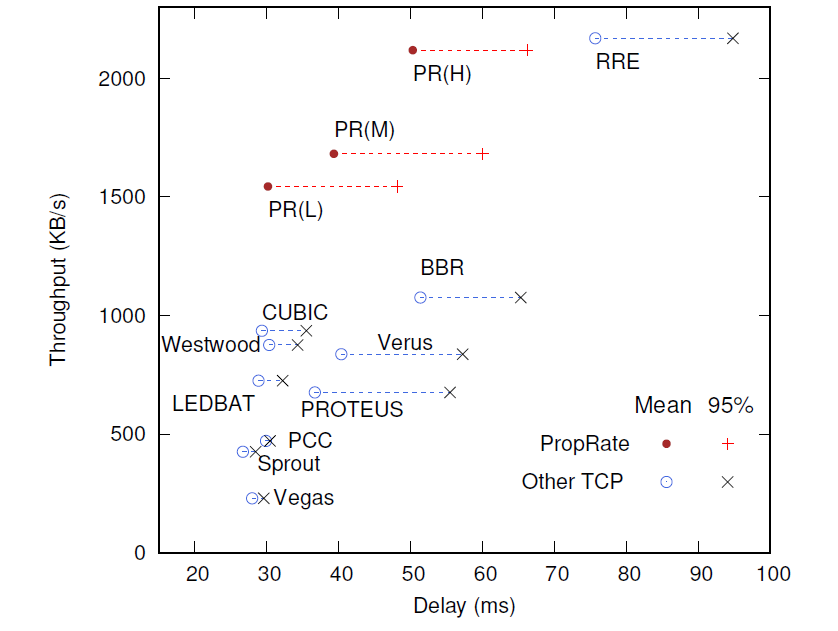 2000
1500
1000
500
0
Throughput (KB/s)
RRE
PR(H)
PR(M)
PR(L)
BBR
CUBIC
Westwood
Verus
LEDBAT
PROTEUS
PCC
Sprout
Vegas
Mean 95%
PropRate
Other TCP
20 30 40 50 60 70 80 90 100
Delay (ms)